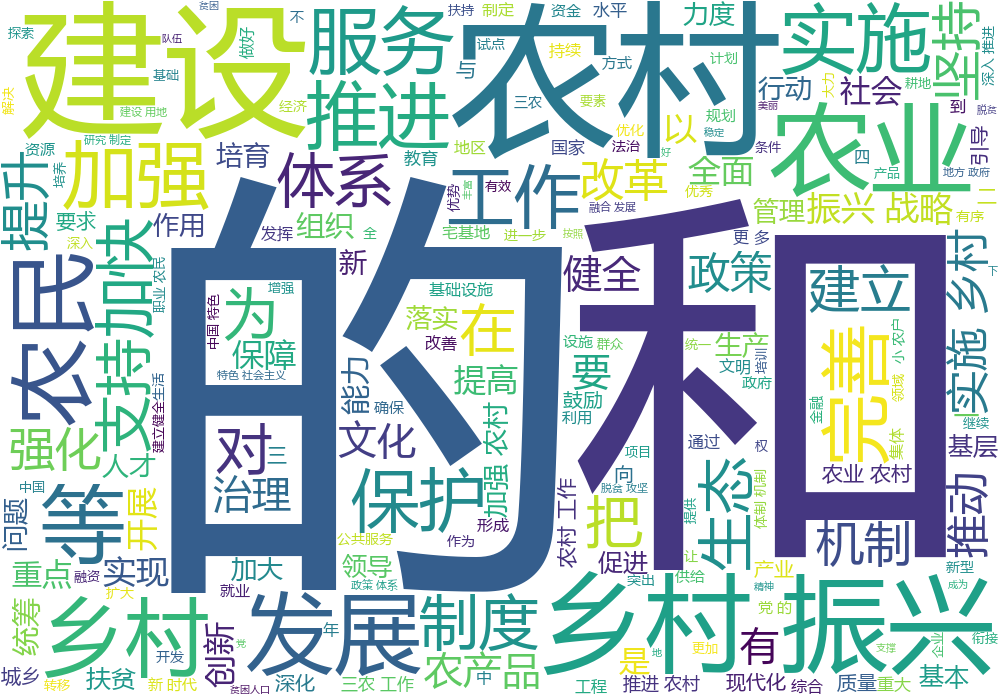 贫困
扶持
制定
资金
水平
力度
实施
坚持
深入 推进
探索
队伍
做好
不
建设
服务
农村
试点
持续
与
方式
计划
行动
社会
大力
耕地
到
脱贫
基础
解决
建设 用地
经济
推进
三农
要素
美丽
农业
研究 制定
优化
以
规划
稳定
资源
加强
培育
体系
教育
地区
国家
法治
好
条件
四
引导
产品
地方 政府
提升
培养
工作
优势
丰富
有效
改革
优秀
全面
要求
作用
组织
融合 发展
管理
振兴 战略
二
有序
发挥
全
宅基地
进一步
按照
更 多
深入
支持
加快
职业 农民
新
健全
政策
建立
乡村
下
农民
的
和
中国 特色
增强
为
基础设施
落实
在
改善
设施
群众
统一
生产
完善
小 农户
实施
保障
特色 社会主义
建立健全
生活
能力
提高
要
文明
培训
政府
领域
鼓励
确保
利用
金融
继续
强化
对
三
文化
农村
加强
项目
通过
权
集体
基层
人才
治理
保护
向
生态
农业 农村
问题
中国
等
开展
脱贫 攻坚
把
提供
体制 机制
推动
形成
农村 工作
公共服务
作为
促进
让
机制
重点
融资
实现
加大
领导
突出
供给
产业
新型
扩大
就业
政策 体系
精神
成为
统筹
乡村
创新
发展
制度
乡村
振兴
党 的
年
党
是
地
更加
有
支撑
企业
衔接
城乡
扶贫
开发
农产品
中
现代化
质量
重大
基本
转移
新 时代
贫困人口
深化
三农 工作
工程
推进 农村
综合